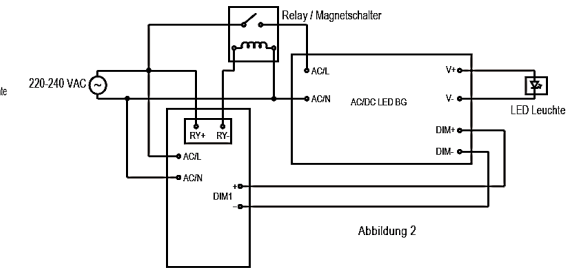 Relay / Magnetschalter
220-240 VAC
~
AC/L
AC/N
AC/DC LED BG
V+
V-
DIM+
DIM-
LED Leuchte
RY+ RY-
AC/L
AC/N
DIM1
+
-
Abbildung 2